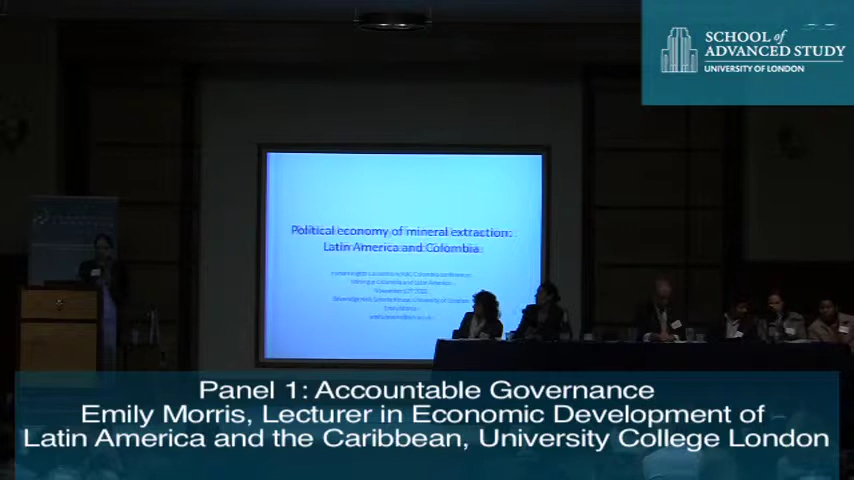 SCHOOL of
ADVANCED STUDY
UNIVERSITY OF LONDON
Political economy of mineral extraction:
Latin America and Colombia
Panel 1: Accountable Governance
Emily Morris, Lecturer in Economic Development of
Latin America and the Caribbean, University College London